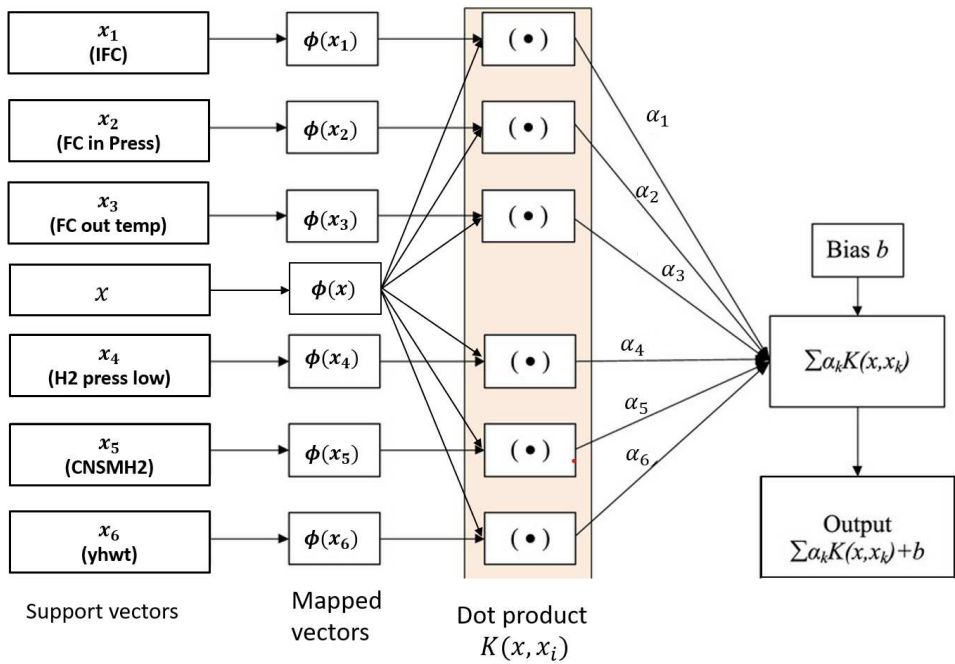 x₁
(IFC)
ϕ(x₁)
(•)
α₁
x₂
(FC in Press)
ϕ(x₂)
(•)
α₂
x₃
(FC out temp)
ϕ(x₃)
(•)
α₃
x
ϕ(x)
x₄
(H2 press low)
ϕ(x₄)
(•)
α₄
x₅
(CNSMH2)
ϕ(x₅)
(•)
α₅
x₆
(yhwt)
ϕ(x₆)
(•)
α₆
Bias b
∑αₖK(x,xₖ)
Output
∑αₖK(x,xₖ)+b
Support vectors
Mapped
vectors
Dot product
K(x, xᵢ)